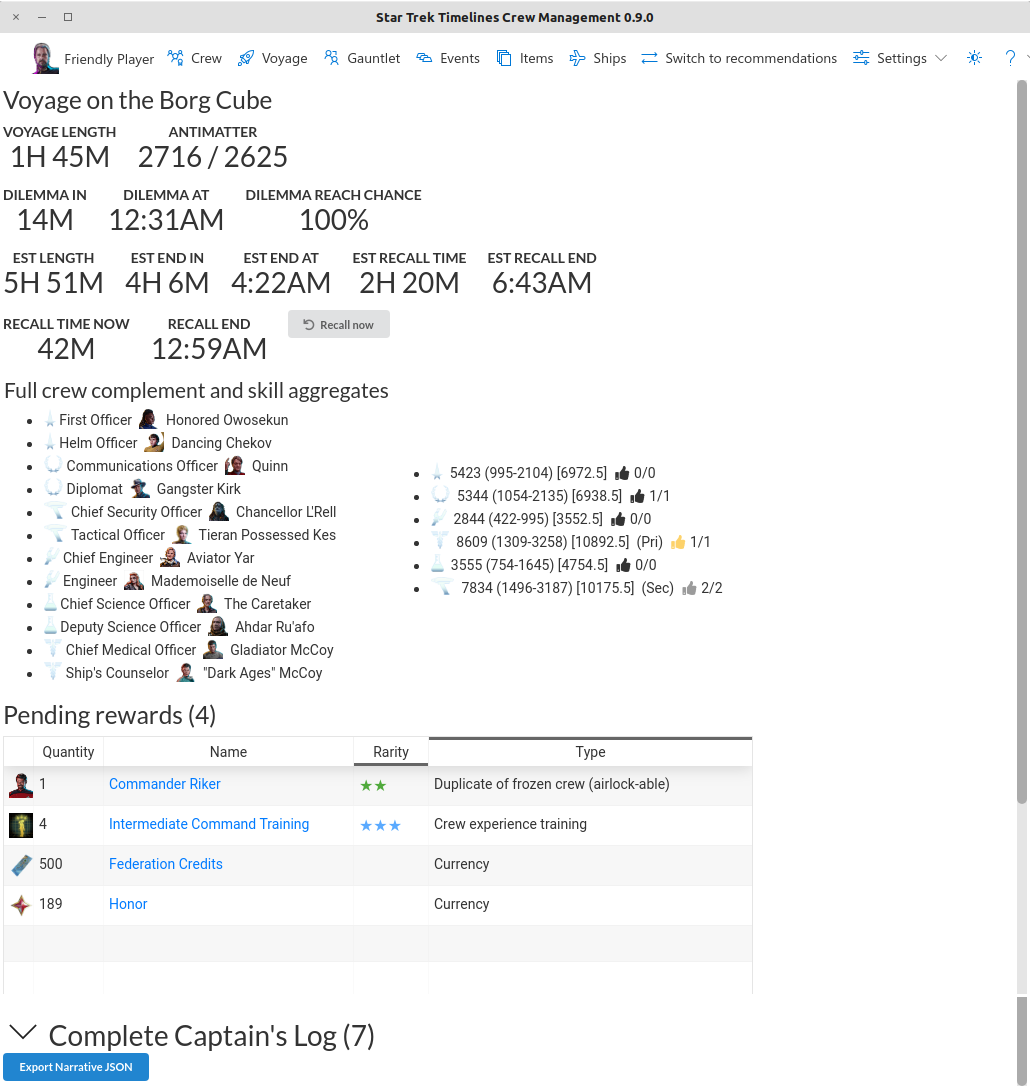 Star Trek Timelines Crew Management 0.9.0
Friendly Player Crew Voyage Gauntlet Events Items Ships Switch to recommendations Settings ?
Voyage on the Borg Cube
VOYAGE LENGTH ANTIMATTER
1H 45M 2716 / 2625
DILEMMA IN DILEMMA AT DILEMMA REACH CHANCE
14M 12:31AM 100%
EST LENGTH EST END IN EST END AT EST RECALL TIME EST RECALL END
5H 51M 4H 6M 4:22AM 2H 20M 6:43AM
RECALL TIME NOW RECALL END Recall now
42M 12:59AM
Full crew complement and skill aggregates
First Officer Honored Owosekun
Helm Officer Dancing Chekov
Communications Officer Quinn
Diplomat Gangster Kirk
Chief Security Officer Chancellor L'Rell
Tactical Officer Tieran Possessed Kes
Chief Engineer Aviator Yar
Engineer Mademoiselle de Neuf
Chief Science Officer The Caretaker
Deputy Science Officer Ahdar Ru'afo
Chief Medical Officer Gladiator McCoy
Ship's Counselor "Dark Ages" McCoy
5423 (995-2104) [6972.5] 0/0
5344 (1054-2135) [6938.5] 1/1
2844 (422-995) [3552.5] 0/0
8609 (1309-3258) [10892.5] (Pri) 1/1
3555 (754-1645) [4754.5] 0/0
7834 (1496-3187) [10175.5] (Sec) 2/2
Pending rewards (4)
Quantity Name Rarity Type
1 Commander Riker ★★ Duplicate of frozen crew (airlock-able)
4 Intermediate Command Training ★★★ Crew experience training
500 Federation Credits Currency
189 Honor Currency
Complete Captain's Log (7)
Export Narrative JSON